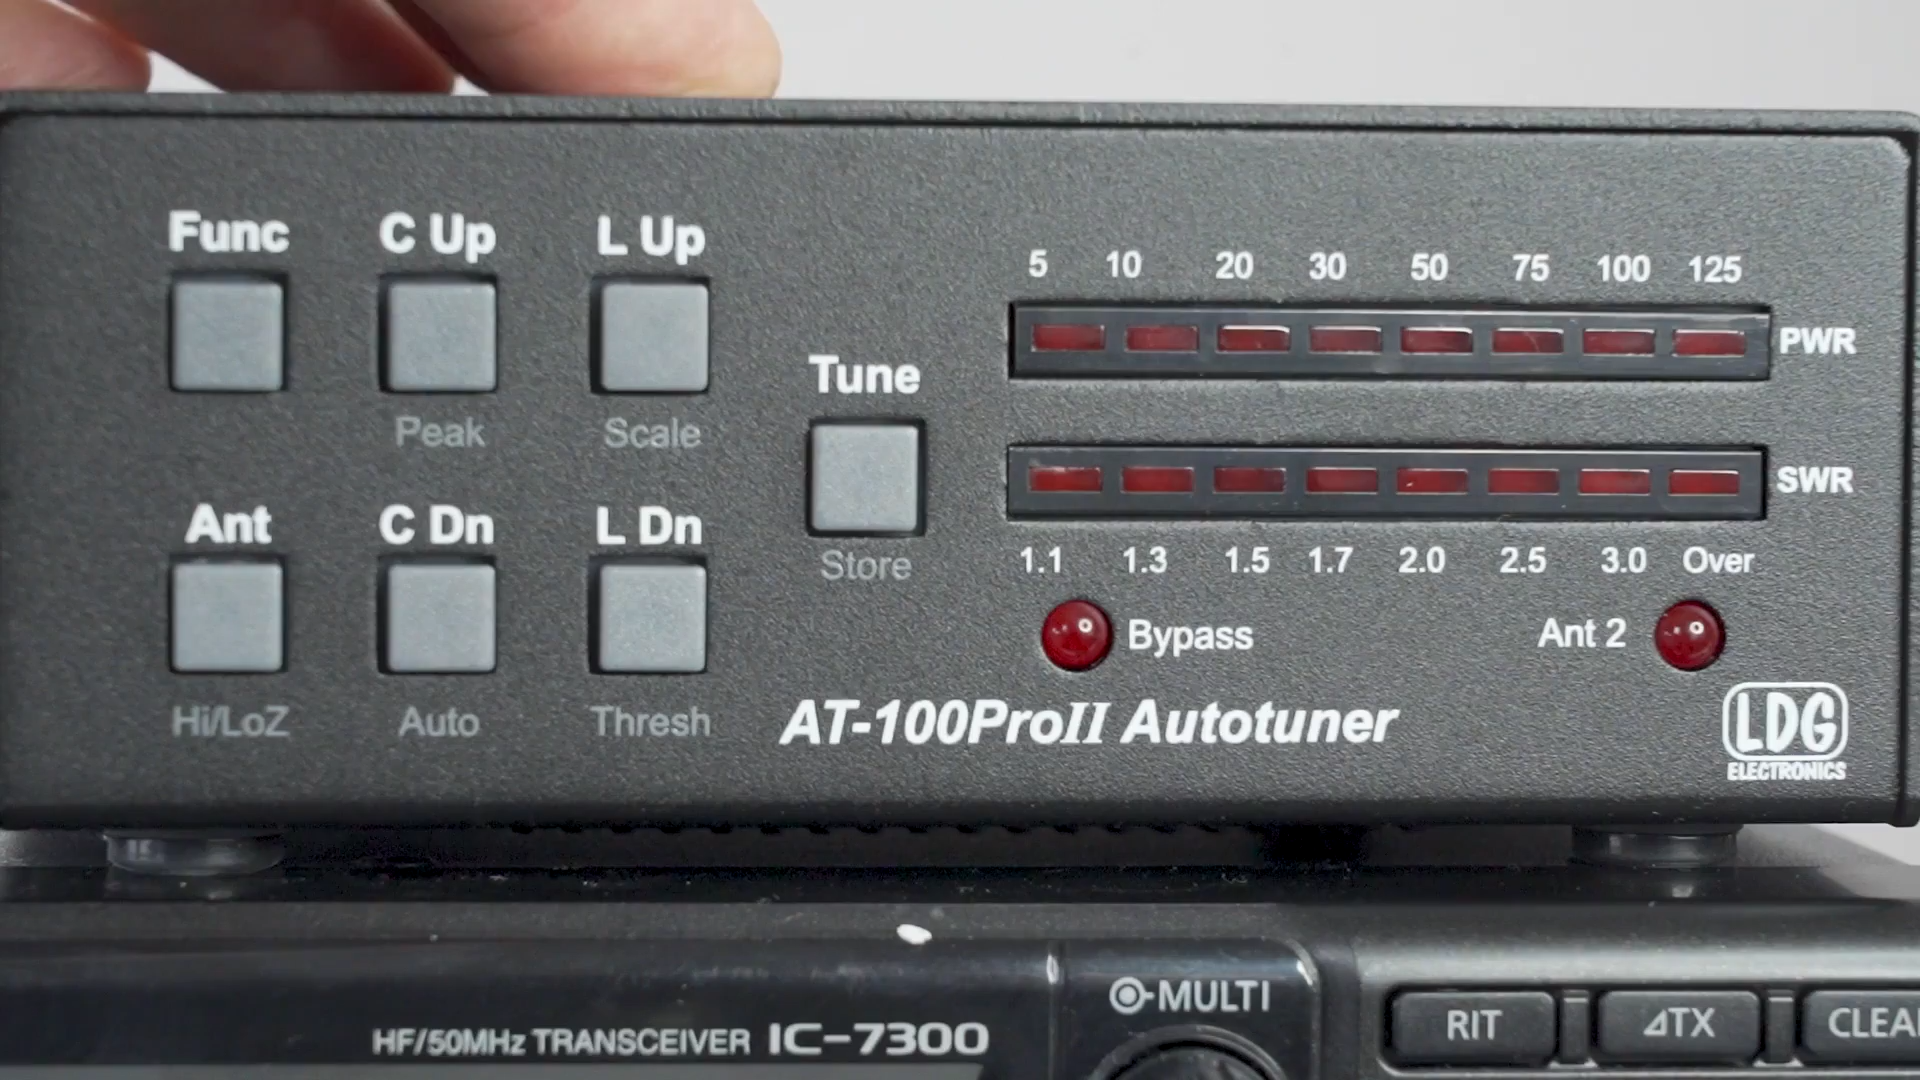 Func C Up L Up
Peak Scale
Ant C Dn L Dn
Hi/LoZ Auto Thresh
Tune
Store
5 10 20 30 50 75 100 125
PWR
SWR
1.1 1.3 1.5 1.7 2.0 2.5 3.0 Over
Bypass Ant 2
AT-100ProII Autotuner
LDG
ELECTRONICS
MULTI
HF/50MHz TRANSCEIVER IC-7300
RIT ⊿TX CLEA